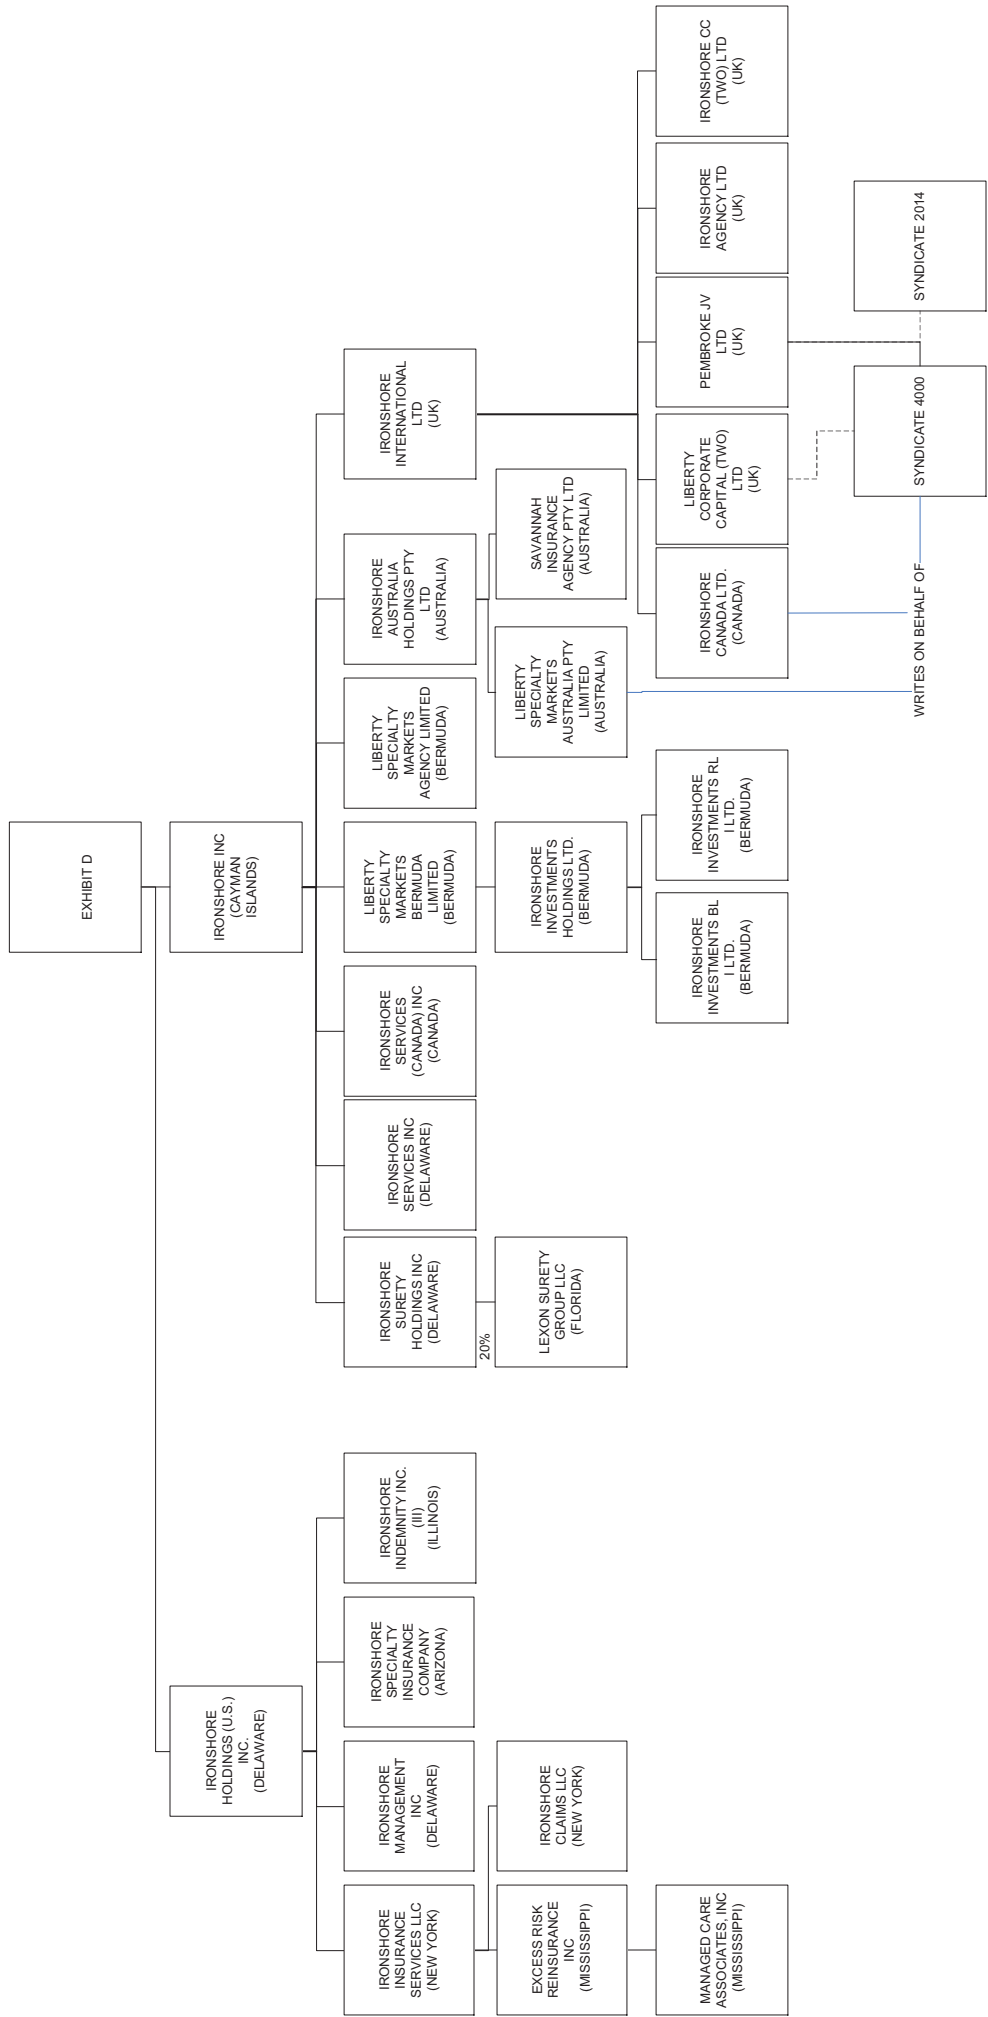 EXHIBIT D
IRONSHORE
HOLDINGS (U.S.)
INC.
(DELAWARE)
IRONSHORE INC
(CAYMAN
ISLANDS)
IRONSHORE
INSURANCE
SERVICES LLC
(NEW YORK)
IRONSHORE
MANAGEMENT
INC
(DELAWARE)
IRONSHORE
SPECIALTY
INSURANCE
COMPANY
(ARIZONA)
IRONSHORE
INDEMNITY INC.
(III)
(ILLINOIS)
IRONSHORE
SURETY
HOLDINGS INC
(DELAWARE)
IRONSHORE
SERVICES INC
(DELAWARE)
IRONSHORE
SERVICES
(CANADA) INC
(CANADA)
LIBERTY
SPECIALTY
MARKETS
BERMUDA
LIMITED
(BERMUDA)
LIBERTY
SPECIALTY
MARKETS
AGENCY LIMITED
(BERMUDA)
IRONSHORE
AUSTRALIA
HOLDINGS PTY
LTD
(AUSTRALIA)
IRONSHORE
INTERNATIONAL
LTD
(UK)
20%
EXCESS RISK
REINSURANCE
INC
(MISSISSIPPI)
IRONSHORE
CLAIMS LLC
(NEW YORK)
LEXON SURETY
GROUP LLC
(FLORIDA)
IRONSHORE
INVESTMENTS
HOLDINGS LTD.
(BERMUDA)
LIBERTY
SPECIALTY
MARKETS
AUSTRALIA PTY
LIMITED
(AUSTRALIA)
SAVANNAH
INSURANCE
AGENCY PTY LTD
(AUSTRALIA)
MANAGED CARE
ASSOCIATES, INC
(MISSISSIPPI)
IRONSHORE
INVESTMENTS BL
I LTD.
(BERMUDA)
IRONSHORE
INVESTMENTS RL
I LTD.
(BERMUDA)
IRONSHORE
CANADA LTD.
(CANADA)
LIBERTY
CORPORATE
CAPITAL (TWO)
LTD
(UK)
PEMBROKE JV
LTD
(UK)
IRONSHORE
AGENCY LTD
(UK)
IRONSHORE CC
(TWO) LTD
(UK)
WRITES ON BEHALF OF
SYNDICATE 4000
SYNDICATE 2014